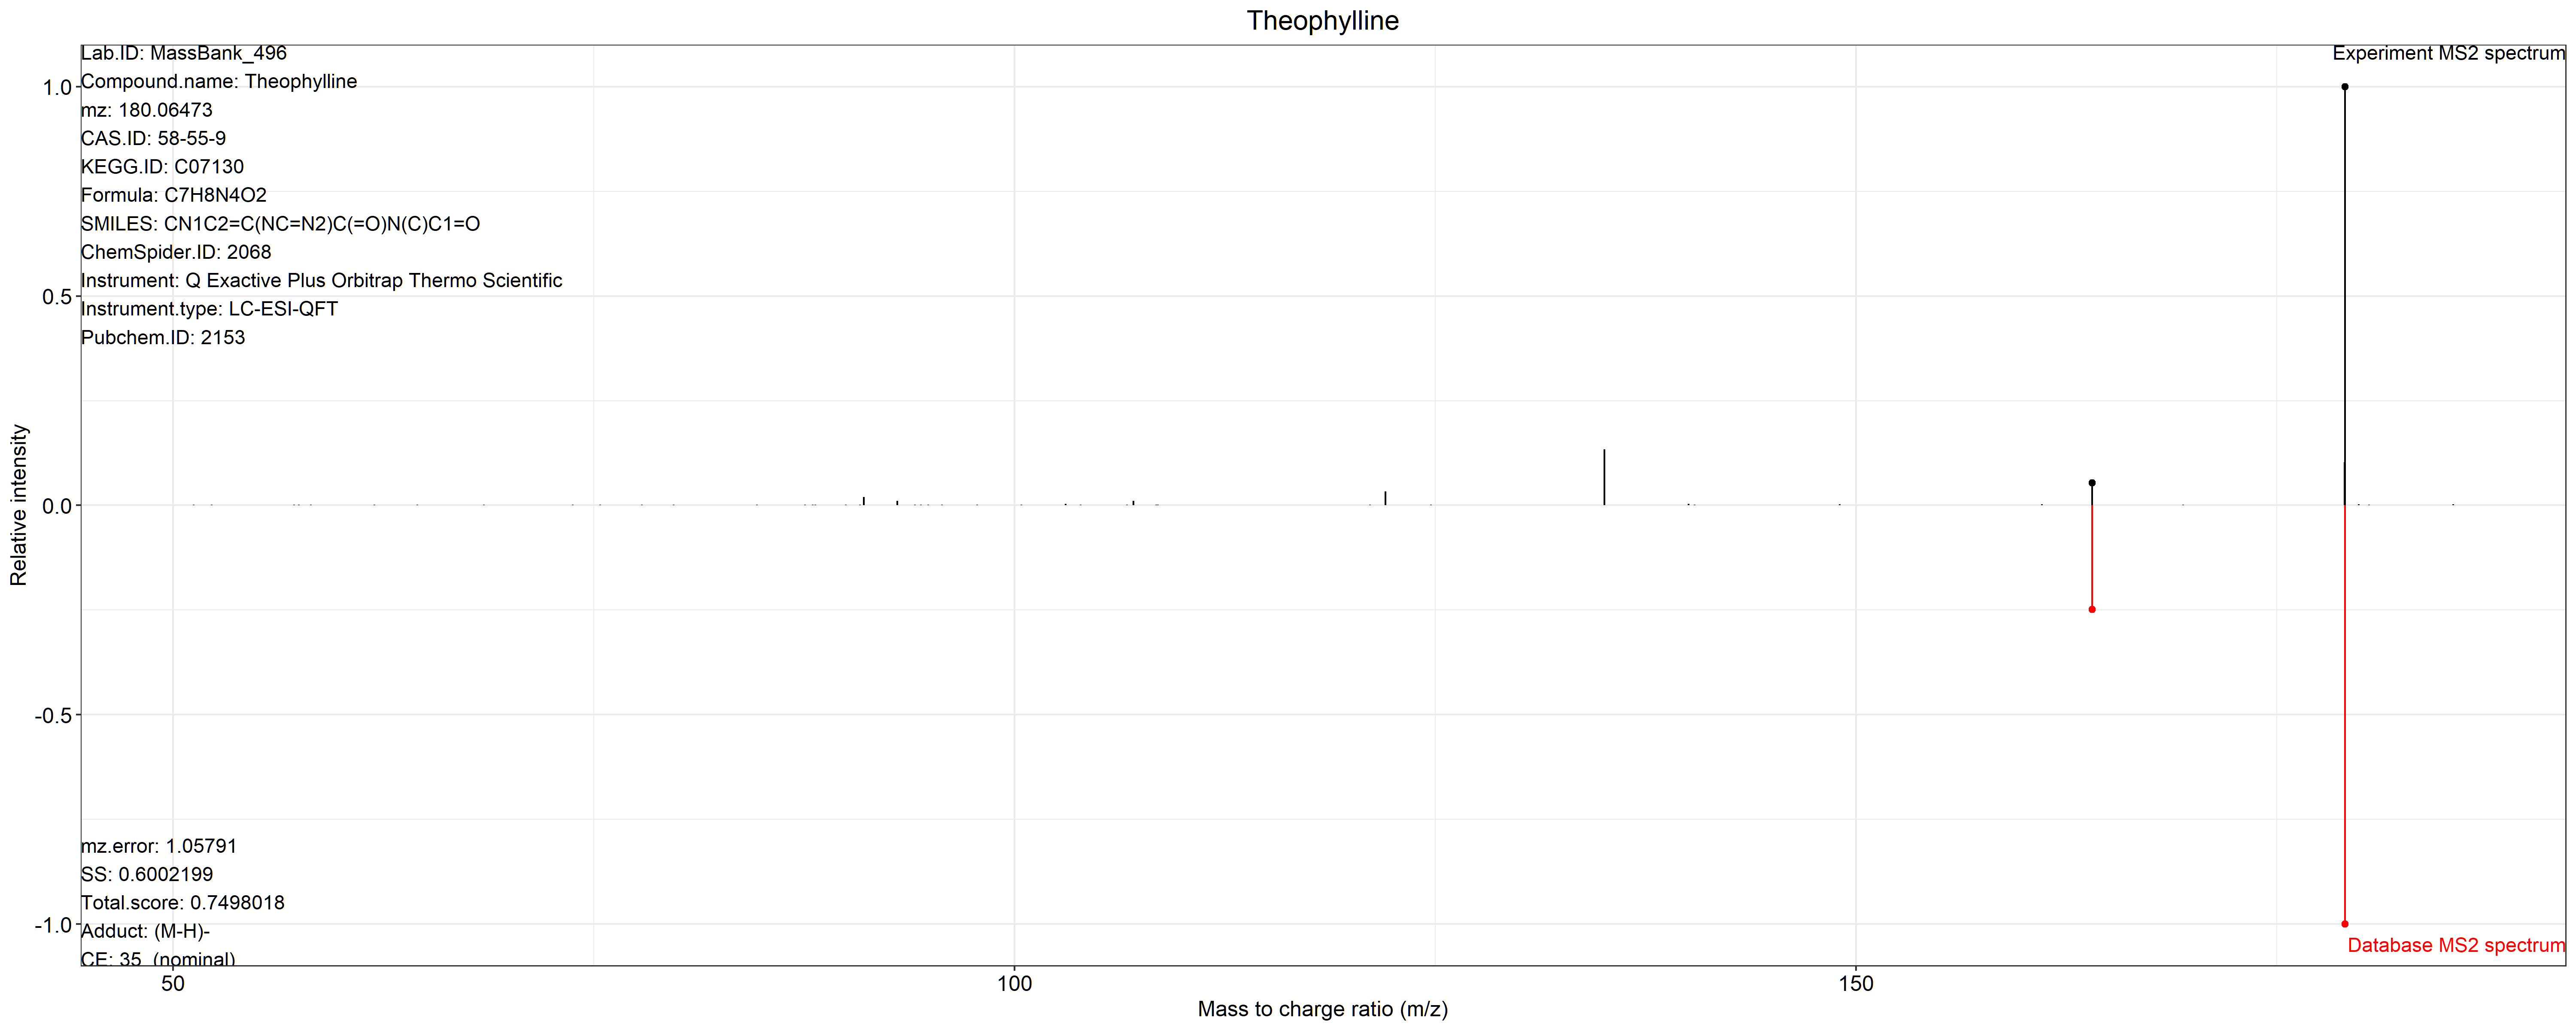 Theophylline
Lab.ID: MassBank_496
Experiment MS2 spectrum
Compound.name: Theophylline
mz: 180.06473
CAS.ID: 58-55-9
KEGG.ID: C07130
Formula: C7H8N4O2
SMILES: CN1C2=C(NC=N2)C(=O)N(C)C1=O
ChemSpider.ID: 2068
Instrument: Q Exactive Plus Orbitrap Thermo Scientific
Instrument.type: LC-ESI-QFT
Pubchem.ID: 2153
1.0
0.5
0.0
-0.5
-1.0
Relative intensity
mz.error: 1.05791
SS: 0.6002199
Total.score: 0.7498018
Adduct: (M-H)-
CE: 35 (nominal)
Database MS2 spectrum
50
100
150
Mass to charge ratio (m/z)